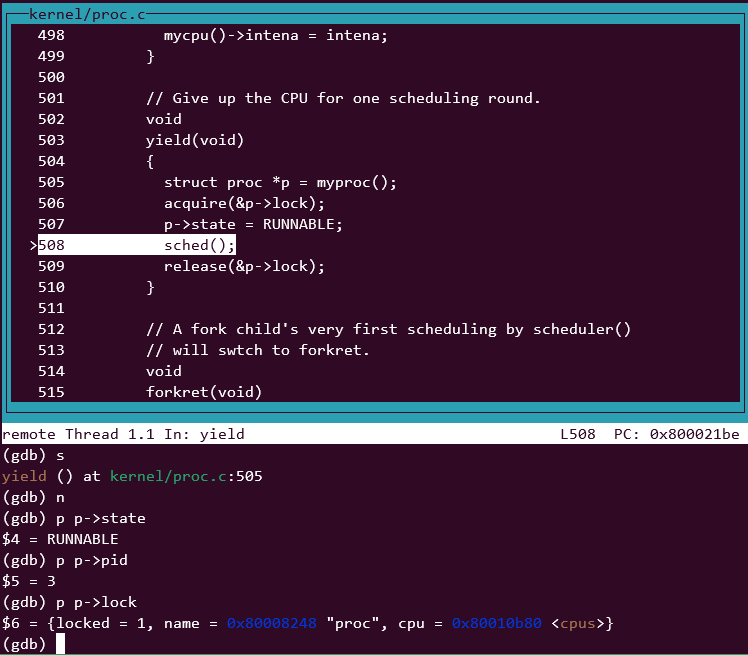 kernel/proc.c
498 mycpu()->intena = intena;
499 }
500
501 // Give up the CPU for one scheduling round.
502 void
503 yield(void)
504 {
505 struct proc *p = myproc();
506 acquire(&p->lock);
507 p->state = RUNNABLE;
>508 sched();
509 release(&p->lock);
510 }
511
512 // A fork child's very first scheduling by scheduler()
513 // will swtch to forkret.
514 void
515 forkret(void)
remote Thread 1.1 In: yield L508 PC: 0x800021be
(gdb) s
yield () at kernel/proc.c:505
(gdb) n
(gdb) p p->state
$4 = RUNNABLE
(gdb) p p->pid
$5 = 3
(gdb) p p->lock
$6 = {locked = 1, name = 0x80008248 "proc", cpu = 0x80010b80 <cpus>}
(gdb)